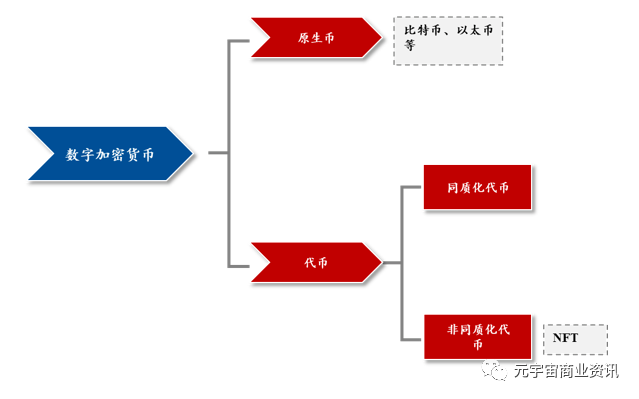 原生币
比特币、以太币
等
数字加密货币
同质化代币
代币
非同质化代
币
NFT
元宇宙商业资讯